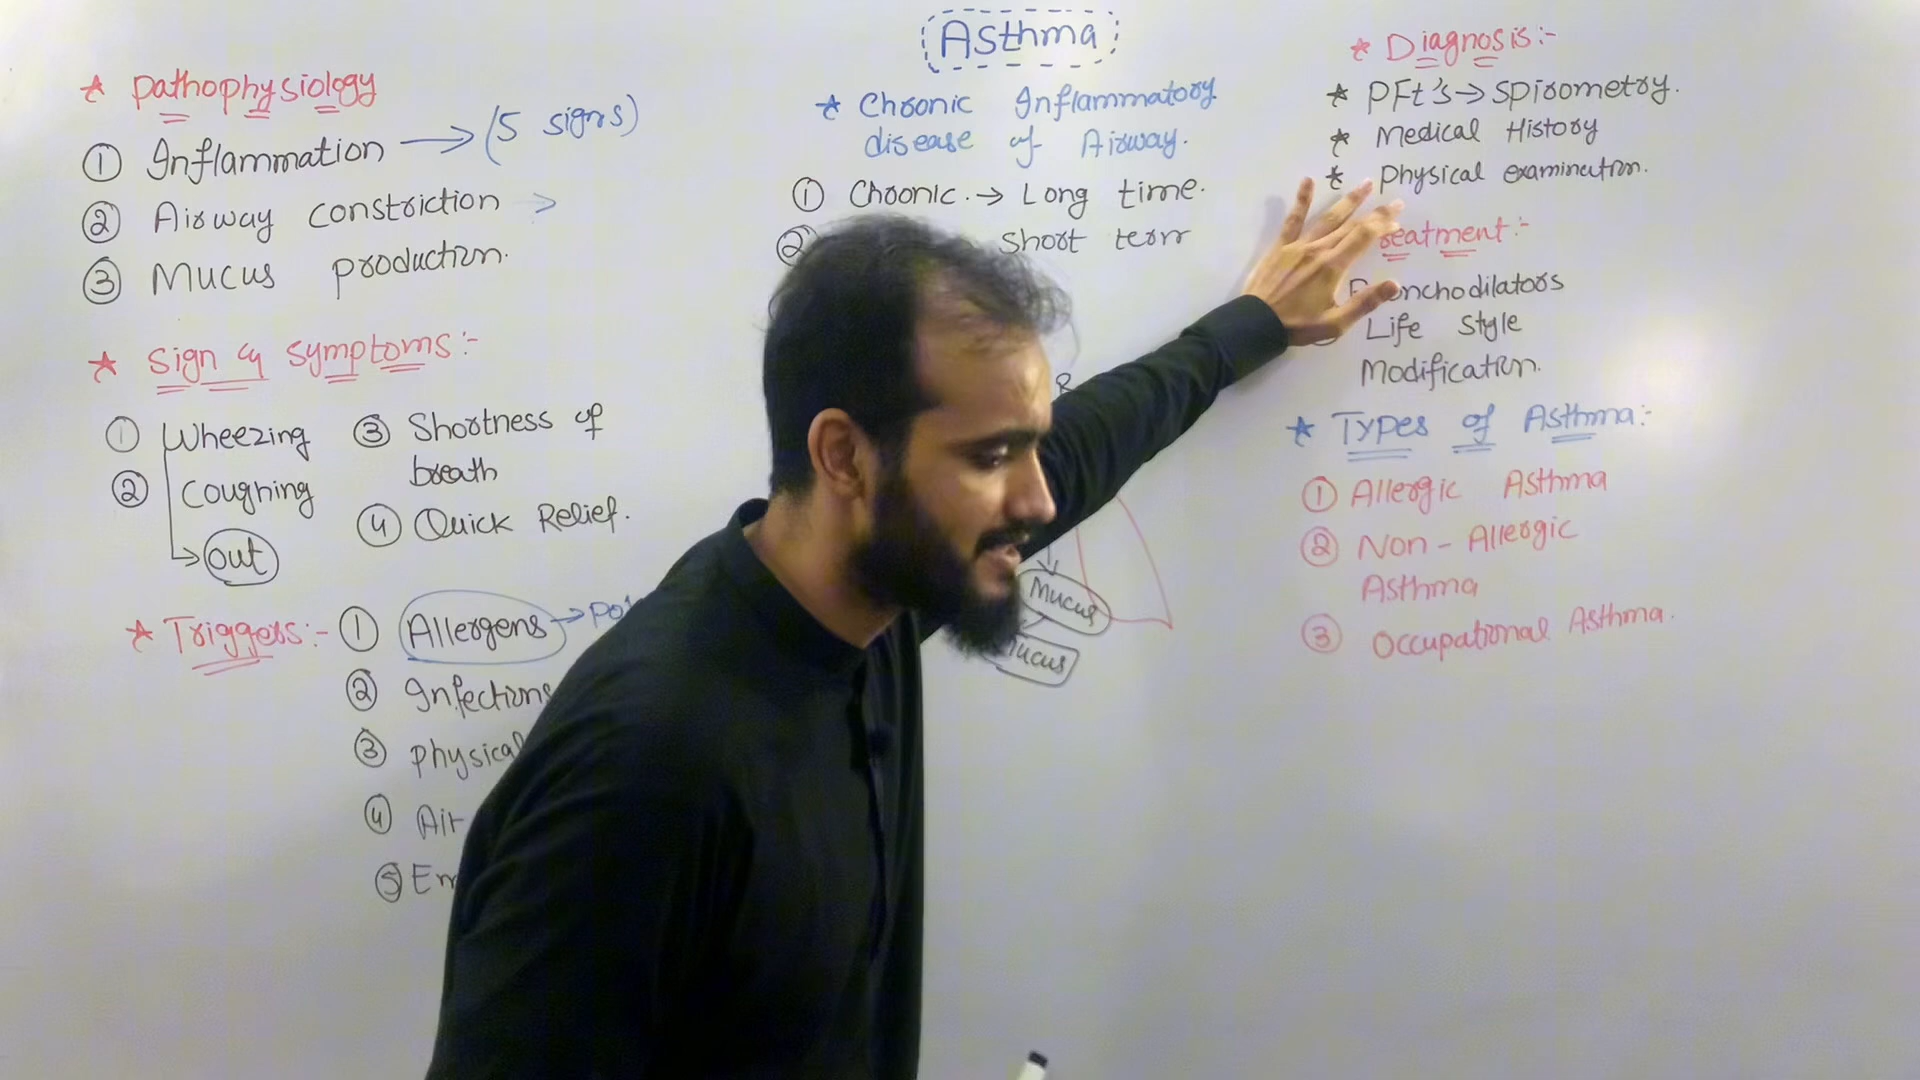 Asthma
* Pathophysiology
① Inflammation → (5 signs)
② Airway constriction >
③ Mucus production.
* Sign & Symptoms:-
① Wheezing
② Coughing
→ out
③ Shortness of
breath
④ Quick Relief.
* Triggers:-
① Allergens →
② Infections
③ Physical
④ Air
⑤
* Chronic Inflammatory
disease of Airway.
① Chronic. → Long time.
② Short term
R
Mucus
Mucus
* Diagnosis:-
* PFt's → Spirometry.
* Medical History
* Physical examination.
Treatment:-
Bronchodilators
Life Style
Modification.
* Types of Asthma:-
① Allergic Asthma
② Non-Allergic
Asthma
③ Occupational Asthma.